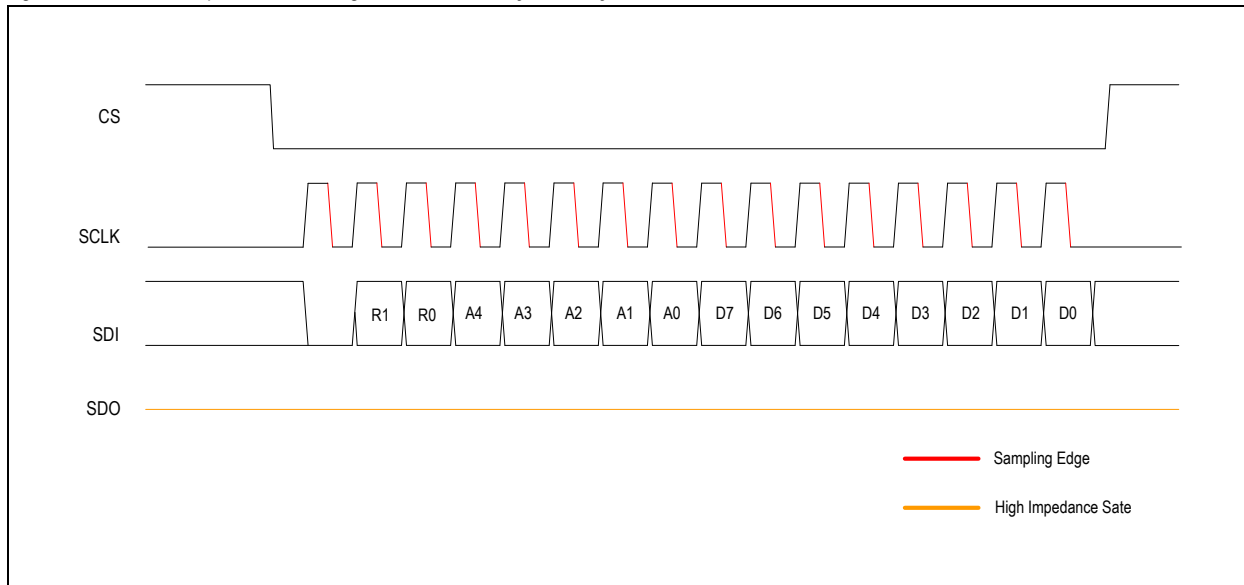 CS
SCLK
SDI
R1 R0 A4 A3 A2 A1 A0 D7 D6 D5 D4 D3 D2 D1 D0
SDO
Sampling Edge
High Impedance Sate